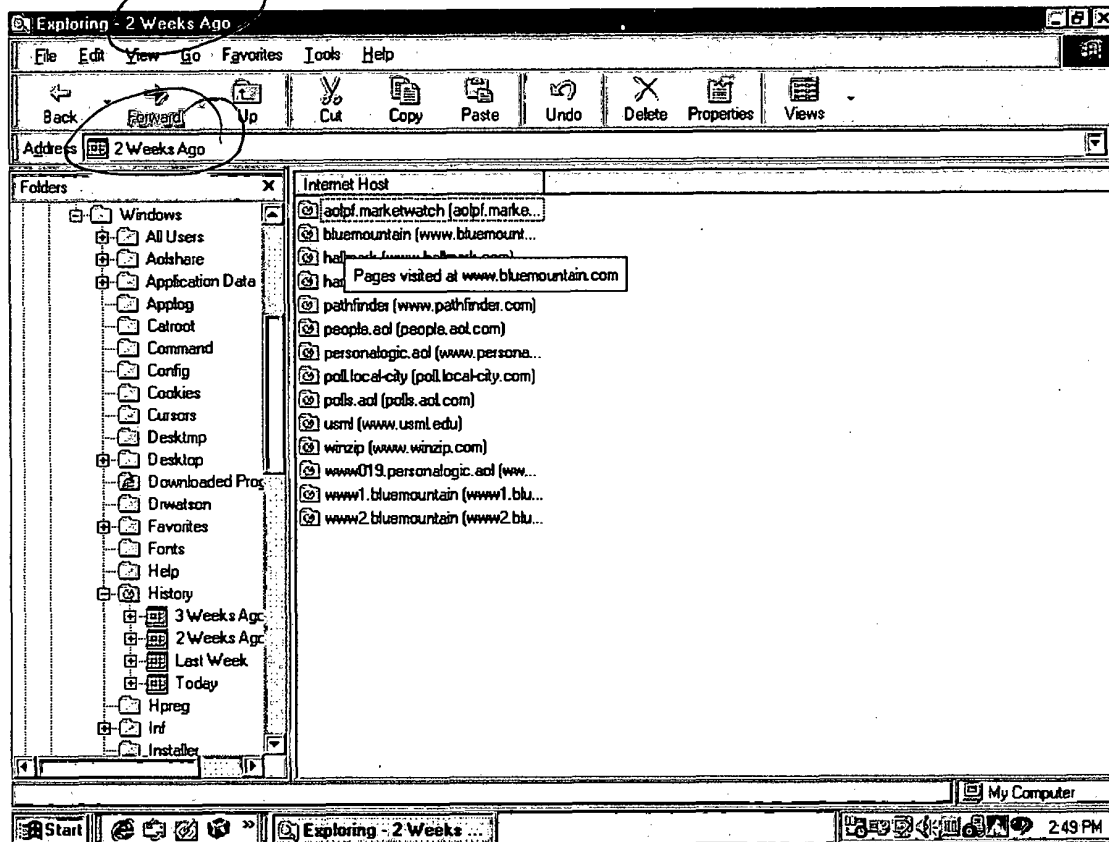 Exploring - 2 Weeks Ago
File Edit View Go Favorites Tools Help
Back Forward Up Cut Copy Paste Undo Delete Properties Views
Address 2 Weeks Ago
Folders x
Windows
All Users
Aolshare
Application Data
Applog
Catroot
Command
Config
Cookies
Cursors
Desktmp
Desktop
Downloaded Prog
Drwatson
Favorites
Fonts
Help
History
3 Weeks Ago
2 Weeks Ago
Last Week
Today
Hpreg
Inf
Installer
Internet Host
aolpf.marketwatch (aolpf.marke...
bluemountain (www.bluemount...
hallmark (www.hallmark.com)
Pages visited at www.bluemountain.com
pathfinder (www.pathfinder.com)
people.aol (people.aol.com)
personalogic.aol (www.persona...
poll.local-city (poll.local-city.com)
polls.aol (polls.aol.com)
usml (www.usml.edu)
winzip (www.winzip.com)
www019.personalogic.aol (ww...
www1.bluemountain (www1.blu...
www2.bluemountain (www2.blu...
My Computer
Start » Exploring - 2 Weeks ... 2:49 PM